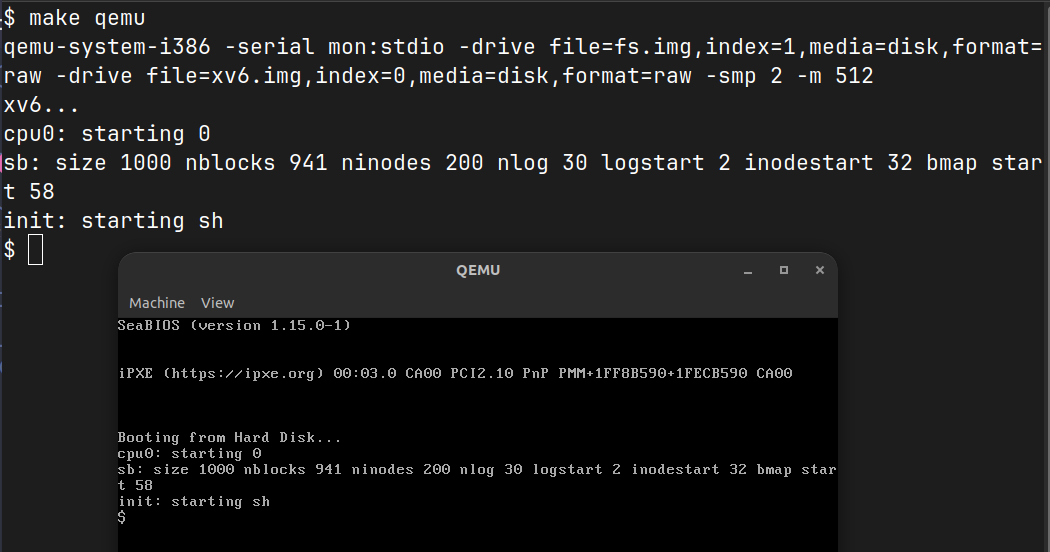 $ make qemu
qemu-system-i386 -serial mon:stdio -drive file=fs.img,index=1,media=disk,format=
raw -drive file=xv6.img,index=0,media=disk,format=raw -smp 2 -m 512
xv6...
cpu0: starting 0
sb: size 1000 nblocks 941 ninodes 200 nlog 30 logstart 2 inodestart 32 bmap star
t 58
init: starting sh
$
QEMU
Machine View
SeaBIOS (version 1.15.0-1)
iPXE (https://ipxe.org) 00:03.0 CA00 PCI2.10 PnP PMM+1FF8B590+1FECB590 CA00
Booting from Hard Disk...
cpu0: starting 0
sb: size 1000 nblocks 941 ninodes 200 nlog 30 logstart 2 inodestart 32 bmap star
t 58
init: starting sh
$